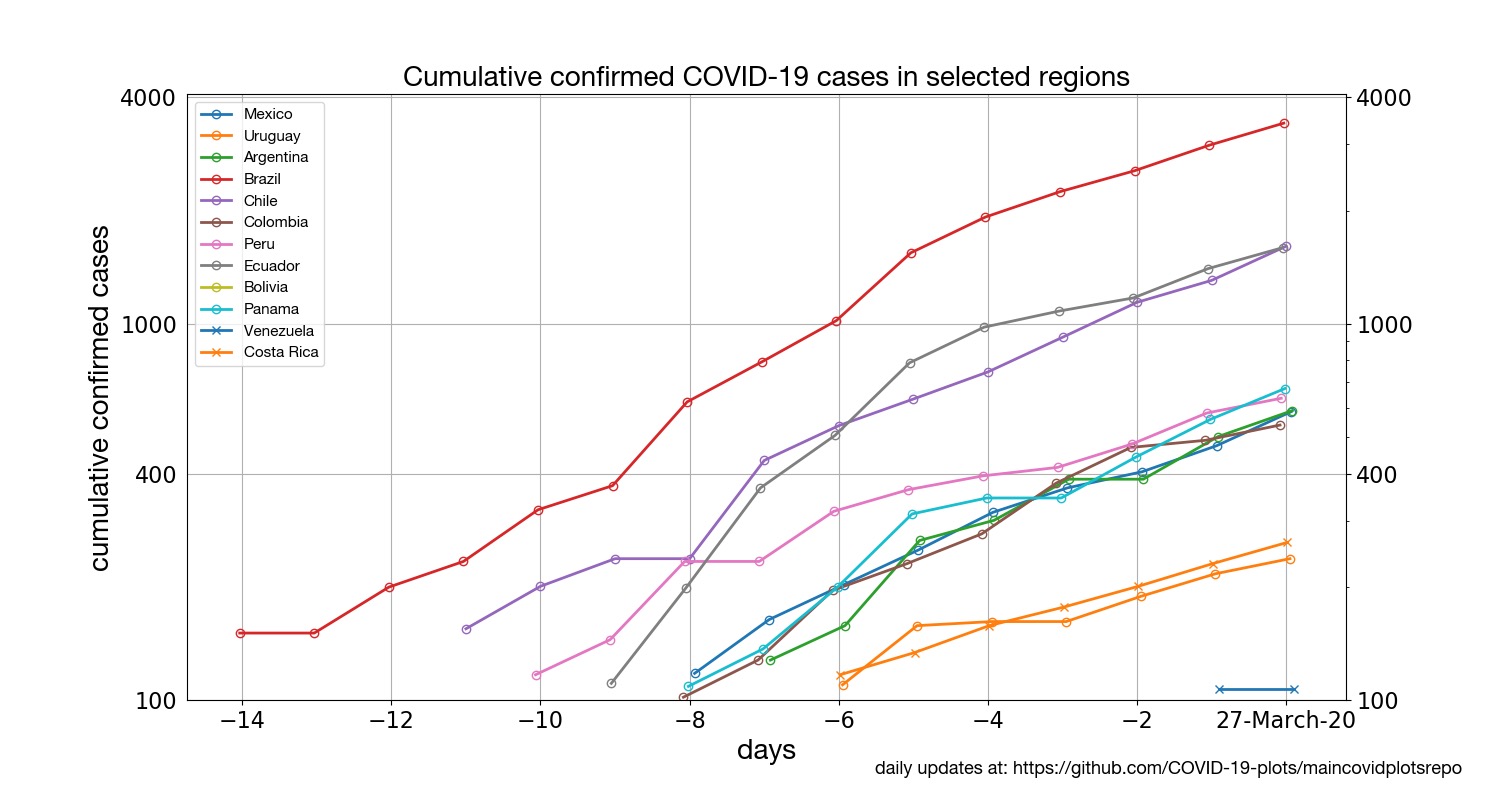 Cumulative confirmed COVID-19 cases in selected regions
4000
1000
400
100
cumulative confirmed cases
Mexico
Uruguay
Argentina
Brazil
Chile
Colombia
Peru
Ecuador
Bolivia
Panama
Venezuela
Costa Rica
4000
1000
400
100
−14 −12 −10 −8 −6 −4 −2 27-March-20
days
daily updates at: https://github.com/COVID-19-plots/maincovidplotsrepo